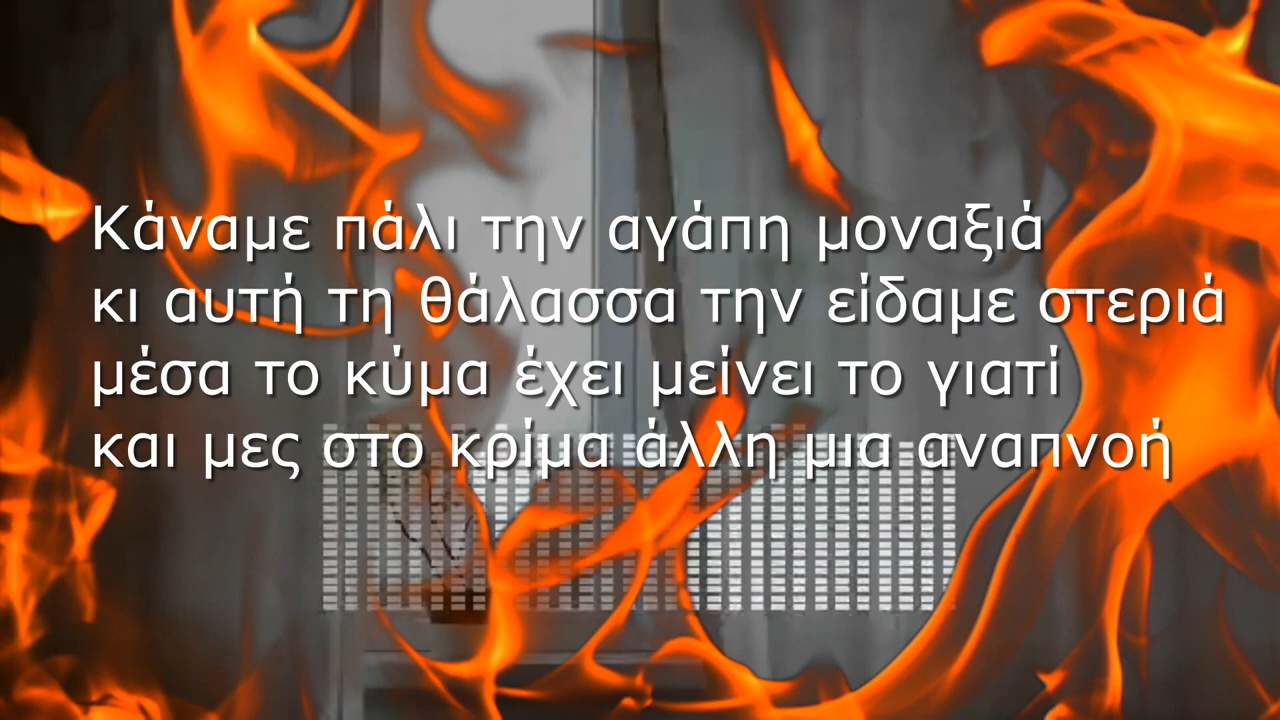 Κάναμε πάλι την αγάπη μοναξιά
κι αυτή τη θάλασσα την είδαμε στεριά
μέσα το κύμα έχει μείνει το γιατί
και μες στο κρίμα άλλη μια αναπνοή